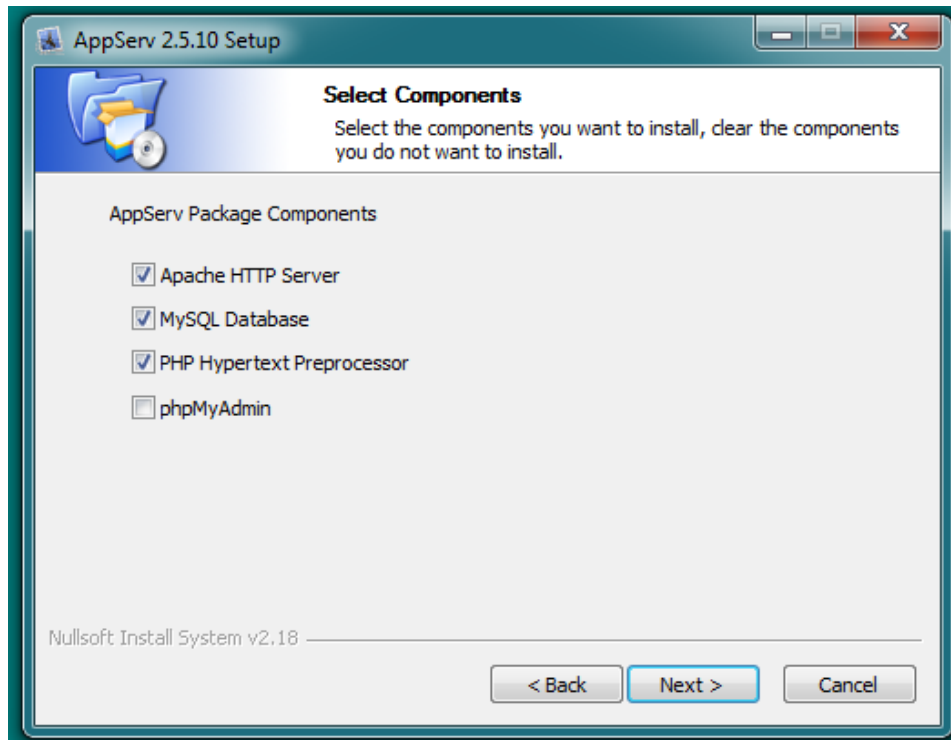 AppServ 2.5.10 Setup
Select Components
Select the components you want to install, clear the components
you do not want to install.
AppServ Package Components
Apache HTTP Server
MySQL Database
PHP Hypertext Preprocessor
phpMyAdmin
Nullsoft Install System v2.18
< Back
Next >
Cancel